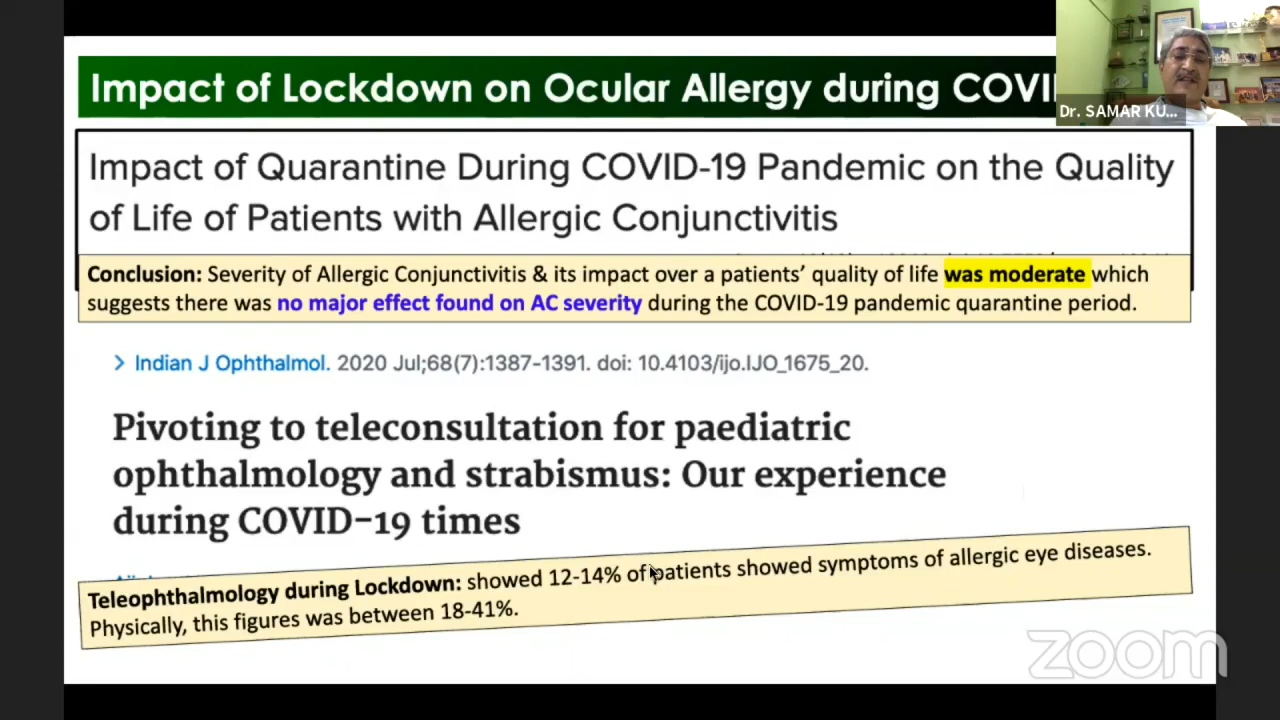 Impact of Lockdown on Ocular Allergy during COVI
Dr. SAMAR KU...
Impact of Quarantine During COVID-19 Pandemic on the Quality
of Life of Patients with Allergic Conjunctivitis
Conclusion: Severity of Allergic Conjunctivitis & its impact over a patients’ quality of life was moderate which
suggests there was no major effect found on AC severity during the COVID-19 pandemic quarantine period.
> Indian J Ophthalmol. 2020 Jul;68(7):1387-1391. doi: 10.4103/ijo.IJO_1675_20.
Pivoting to teleconsultation for paediatric
ophthalmology and strabismus: Our experience
during COVID-19 times
Teleophthalmology during Lockdown: showed 12-14% of patients showed symptoms of allergic eye diseases.
Physically, this figures was between 18-41%.
zoom